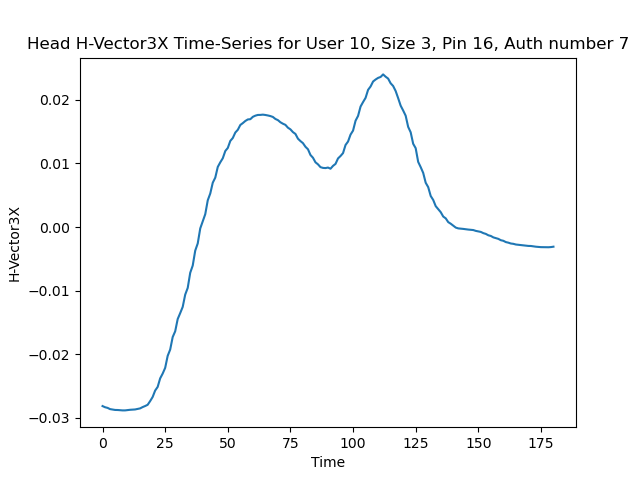 Head H-Vector3X Time-Series for User 10, Size 3, Pin 16, Auth number 7
0.02
0.01
0.00
−0.01
−0.02
−0.03
H-Vector3X
0 25 50 75 100 125 150 175
Time